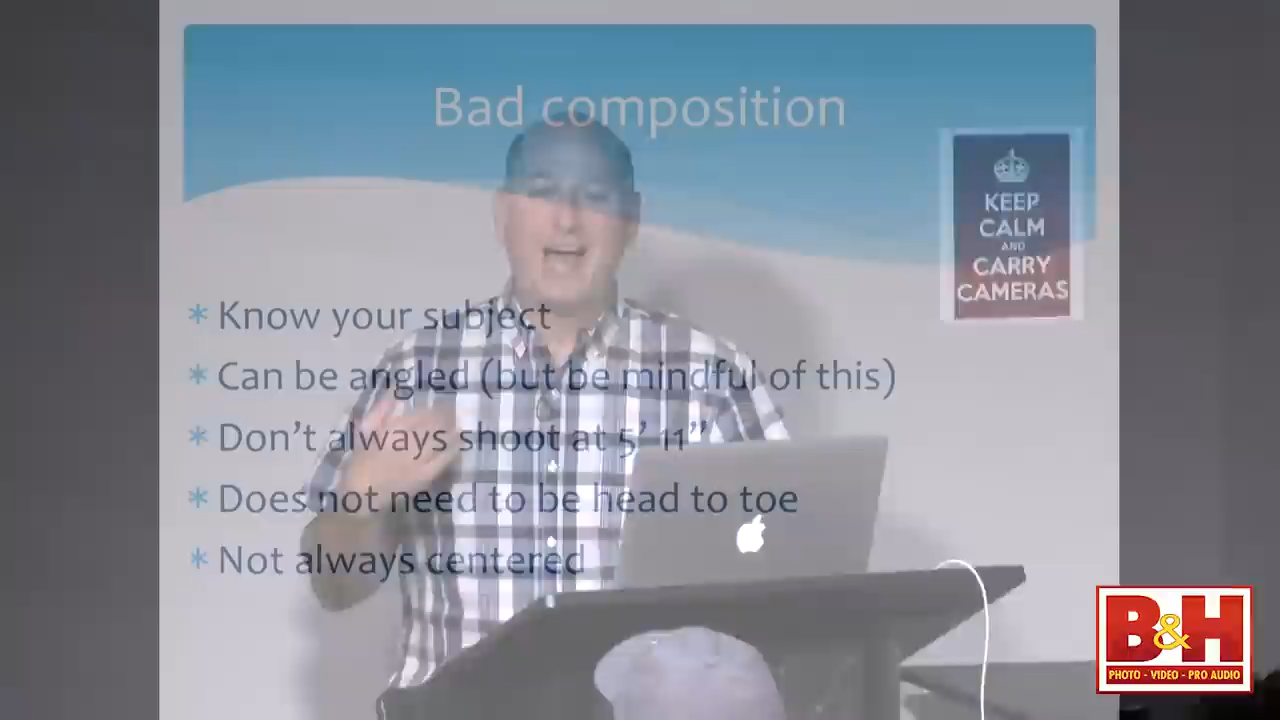 Bad composition
KEEP
CALM
AND
CARRY
CAMERAS
* Know your subject
* Can be angled (but be mindful of this)
* Don’t always shoot at 5’ 11”
* Does not need to be head to toe
* Not always centered
B&H
PHOTO - VIDEO - PRO AUDIO